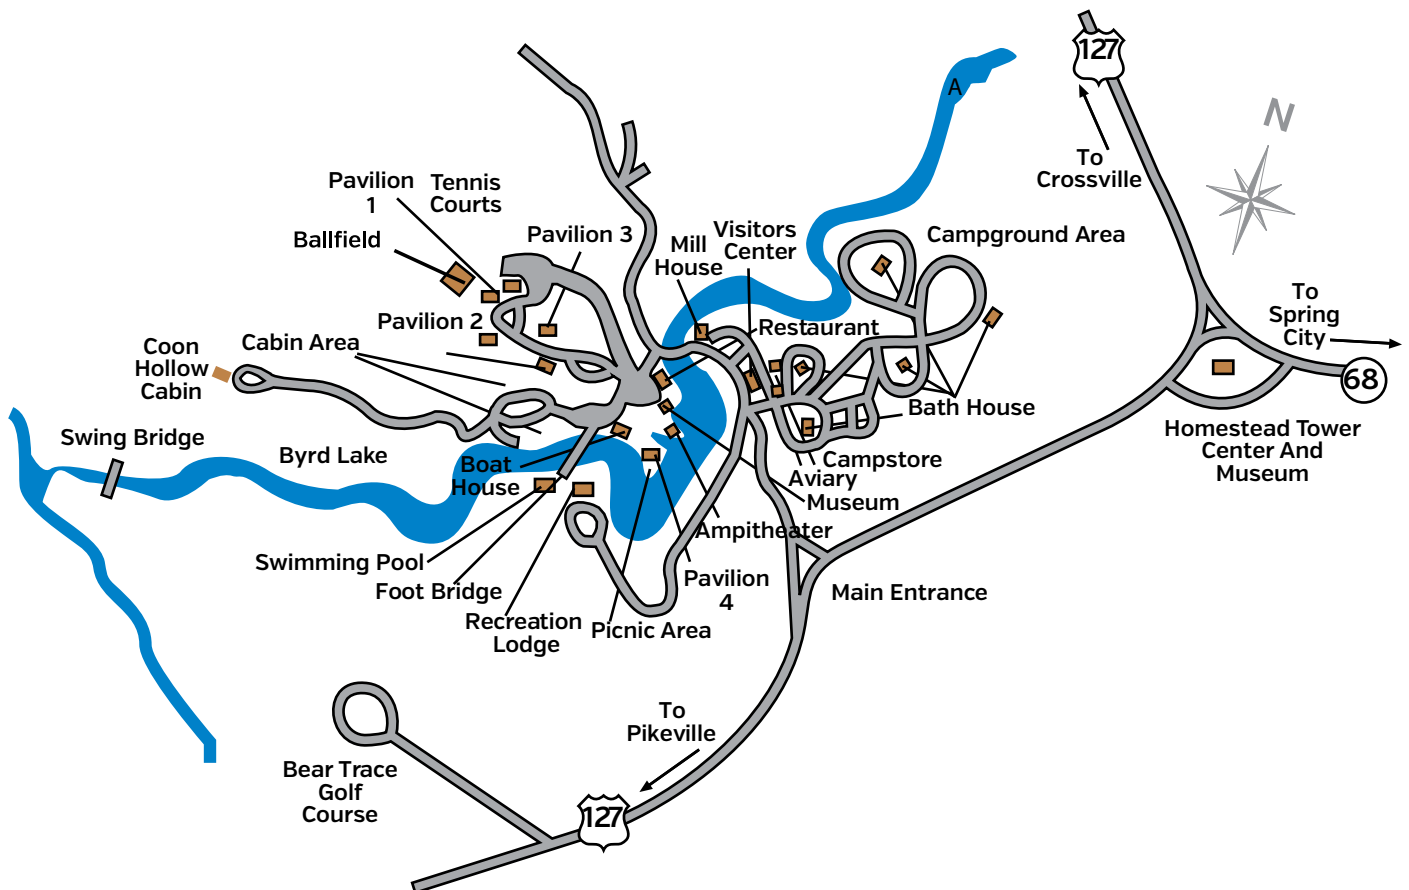 127
A
N
To
Crossville
Pavilion
1
Tennis
Courts
Ballfield
Pavilion 3
Mill
House
Visitors
Center
Campground Area
To
Spring
City
Pavilion 2
Restaurant
Coon
Hollow
Cabin
Cabin Area
68
Bath House
Swing Bridge
Byrd Lake
Boat
House
Campstore
Aviary
Museum
Homestead Tower
Center And
Museum
Ampitheater
Swimming Pool
Foot Bridge
Pavilion
4
Main Entrance
Recreation
Lodge
Picnic Area
To
Pikeville
Bear Trace
Golf
Course
127